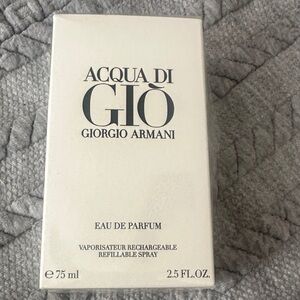 ACQUA DI
GIÒ
GIORGIO ARMANI
EAU DE PARFUM
VAPORISATEUR RECHARGEABLE
REFILLABLE SPRAY
℮ 75 ml 2.5 FL.OZ.